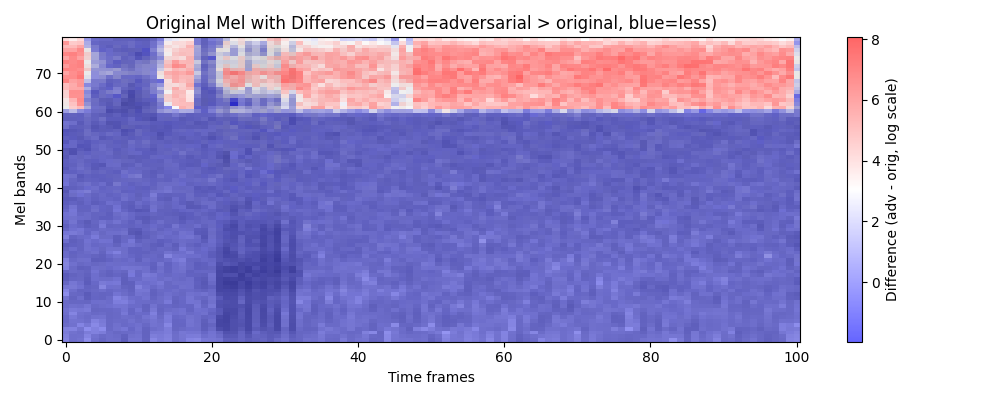 Original Mel with Differences (red=adversarial > original, blue=less)
Mel bands
70
60
50
40
30
20
10
0
0 20 40 60 80 100
Time frames
8
6
4
2
0
Difference (adv - orig, log scale)